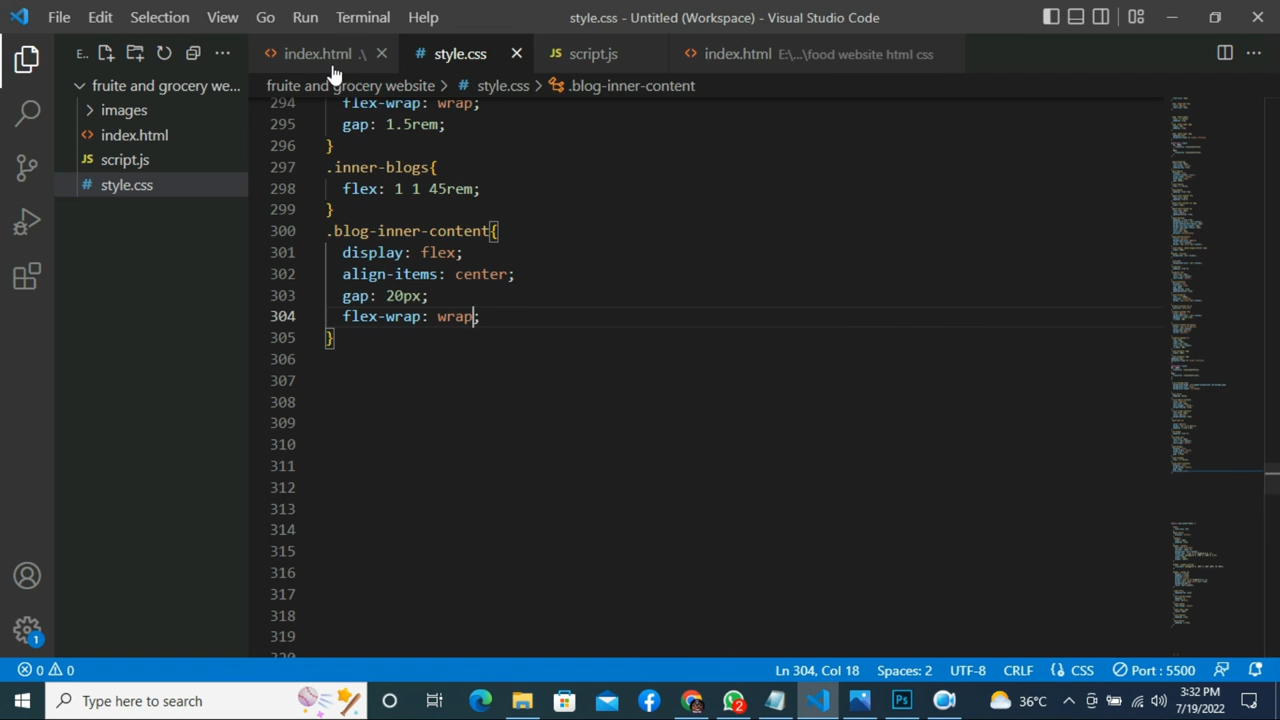 File Edit Selection View Go Run Terminal Help style.css - Untitled (Workspace) - Visual Studio Code
E.. index.html .\ style.css script.js index.html E:\...\food website html css
fruite and grocery we... fruite and grocery website > style.css > .blog-inner-content
images
index.html
script.js
style.css
294 flex-wrap: wrap;
295 gap: 1.5rem;
296 }
297 .inner-blogs{
298 flex: 1 1 45rem;
299 }
300 .blog-inner-content{
301 display: flex;
302 align-items: center;
303 gap: 20px;
304 flex-wrap: wrap;
305 }
306
307
308
309
310
311
312
313
314
315
316
317
318
319
320
1
0 0 Ln 304, Col 18 Spaces: 2 UTF-8 CRLF CSS Port : 5500
Type here to search 2 36°C 3:32 PM
7/19/2022